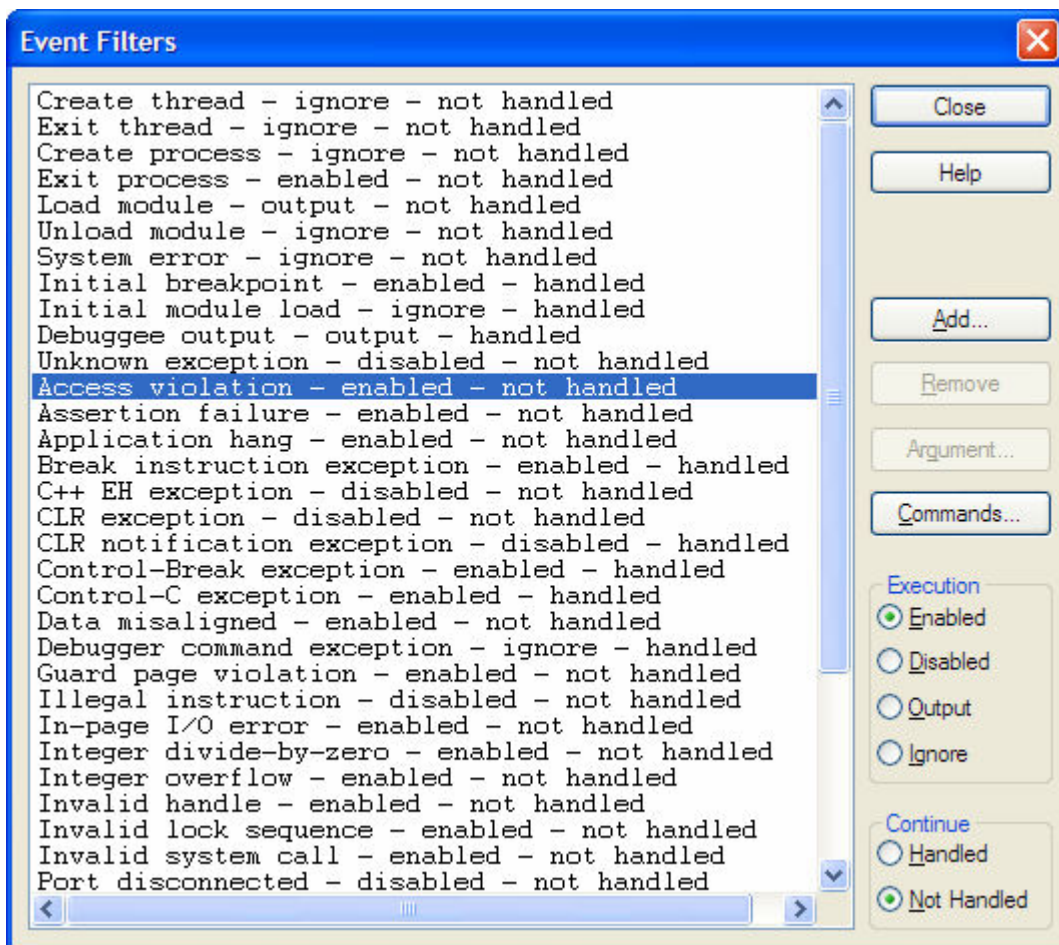 Event Filters
Create thread - ignore - not handled
Exit thread - ignore - not handled
Create process - ignore - not handled
Exit process - enabled - not handled
Load module - output - not handled
Unload module - ignore - not handled
System error - ignore - not handled
Initial breakpoint - enabled - handled
Initial module load - ignore - handled
Debuggee output - output - handled
Unknown exception - disabled - not handled
Access violation - enabled - not handled
Assertion failure - enabled - not handled
Application hang - enabled - not handled
Break instruction exception - enabled - handled
C++ EH exception - disabled - not handled
CLR exception - disabled - not handled
CLR notification exception - disabled - handled
Control-Break exception - enabled - handled
Control-C exception - enabled - handled
Data misaligned - enabled - not handled
Debugger command exception - ignore - handled
Guard page violation - enabled - not handled
Illegal instruction - disabled - not handled
In-page I/O error - enabled - not handled
Integer divide-by-zero - enabled - not handled
Integer overflow - enabled - not handled
Invalid handle - enabled - not handled
Invalid lock sequence - enabled - not handled
Invalid system call - enabled - not handled
Port disconnected - disabled - not handled
Close
Help
Add...
Remove
Argument...
Commands...
Execution
Enabled
Disabled
Output
Ignore
Continue
Handled
Not Handled